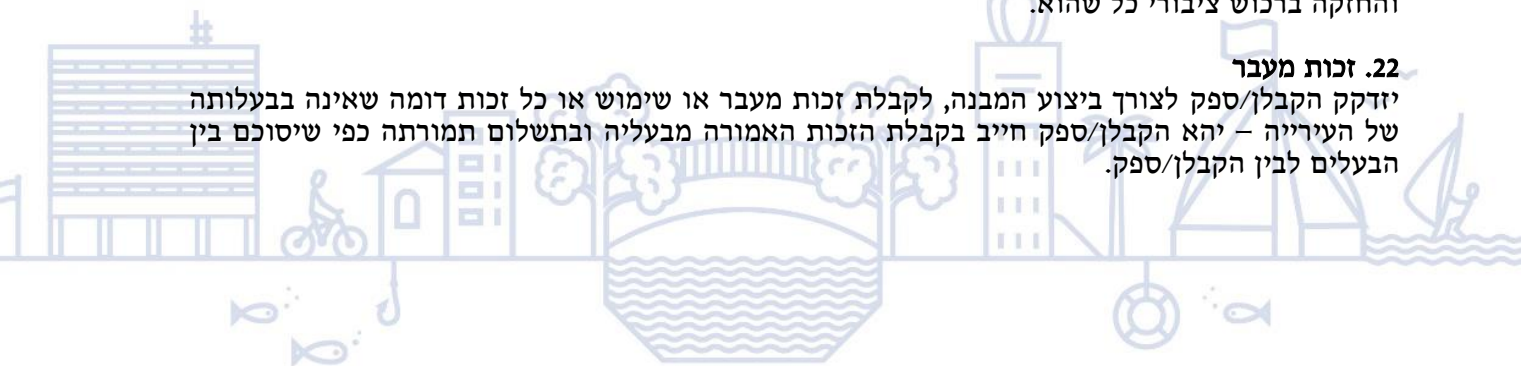 והחזקה ברכוש ציבורי כל שהוא.
22. זכות מעבר
יזדקק הקבלן/ספק לצורך ביצוע המבנה, לקבלת זכות מעבר או שימוש או כל זכות דומה שאינה בבעלותה
של העירייה – יהא הקבלן/ספק חייב בקבלת הזכות האמורה מבעליה ובתשלום תמורתה כפי שיסוכם בין
הבעלים לבין הקבלן/ספק.